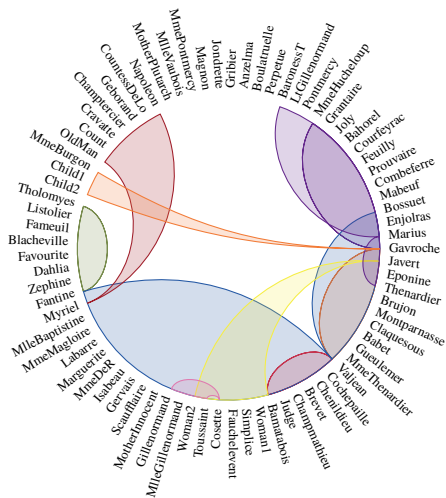 Napoleon
MotherPlutarch
MlleVaubois
MmePontmercy
Magnon
Jondrette
Gribier
Anzelma
Boulatruelle
Perpetue
BaronessT
LtGillenormand
Pontmercy
MmeHucheloup
Grantaire
Joly
Bahorel
Courfeyrac
Feuilly
Prouvaire
Combeferre
Mabeuf
Bossuet
Enjolras
Marius
Gavroche
Javert
Eponine
Thenardier
Brujon
Montparnasse
Claquesous
Babet
Gueulemer
MmeThenardier
Valjean
Cochepaille
Chenildieu
Brevet
Champmathieu
Judge
Bamatabois
Woman1
Simplice
Fauchelevent
Cosette
Toussaint
Woman2
MlleGillenormand
Gillenormand
MotherInnocent
Scaufflaire
Gervais
Isabeau
MmeDeR
Marguerite
Labarre
MmeMagloire
MlleBaptistine
Myriel
Fantine
Zephine
Dahlia
Favourite
Blacheville
Fameuil
Listolier
Tholomyes
Child2
Child1
MmeBurgon
OldMan
Count
Cravatte
Champtercier
Geborand
CountessDeLo